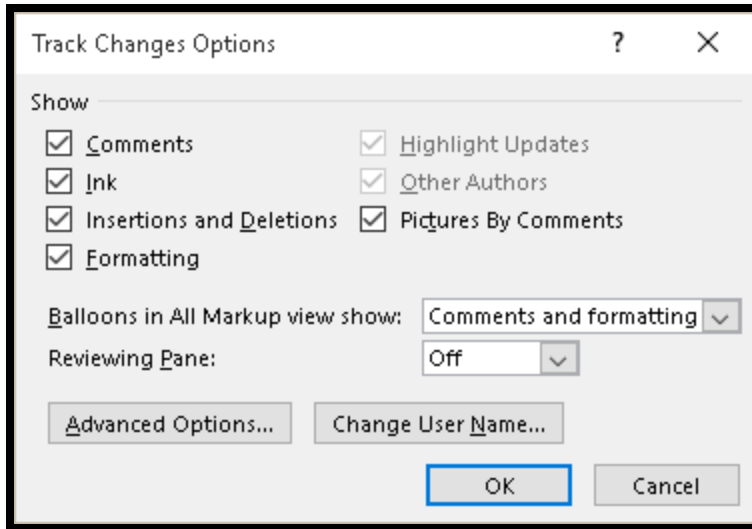 Track Changes Options ?
Show
Comments Highlight Updates
Ink Other Authors
Insertions and Deletions Pictures By Comments
Formatting
Balloons in All Markup view show: Comments and formatting
Reviewing Pane: Off
Advanced Options... Change User Name...
OK Cancel